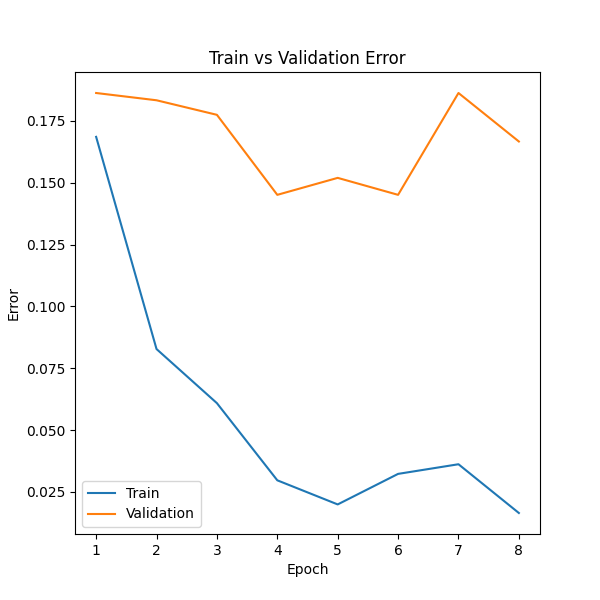 Train vs Validation Error
0.175
0.150
0.125
0.100
0.075
0.050
0.025
Error
Train
Validation
1 2 3 4 5 6 7 8
Epoch